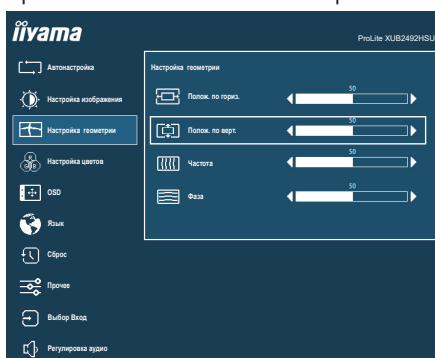 iiyama
ProLite XUB2492HSU
Автонастройка
Настройка изображения
Настройка геометрии
Настройка цветов
R
G B
OSD
Язык
Сброс
Прочее
Выбор Вход
Регулировка аудио
Настройка геометрии
Полож. по гориз.
50
Полож. по верт.
50
Частота
50
Фаза
50